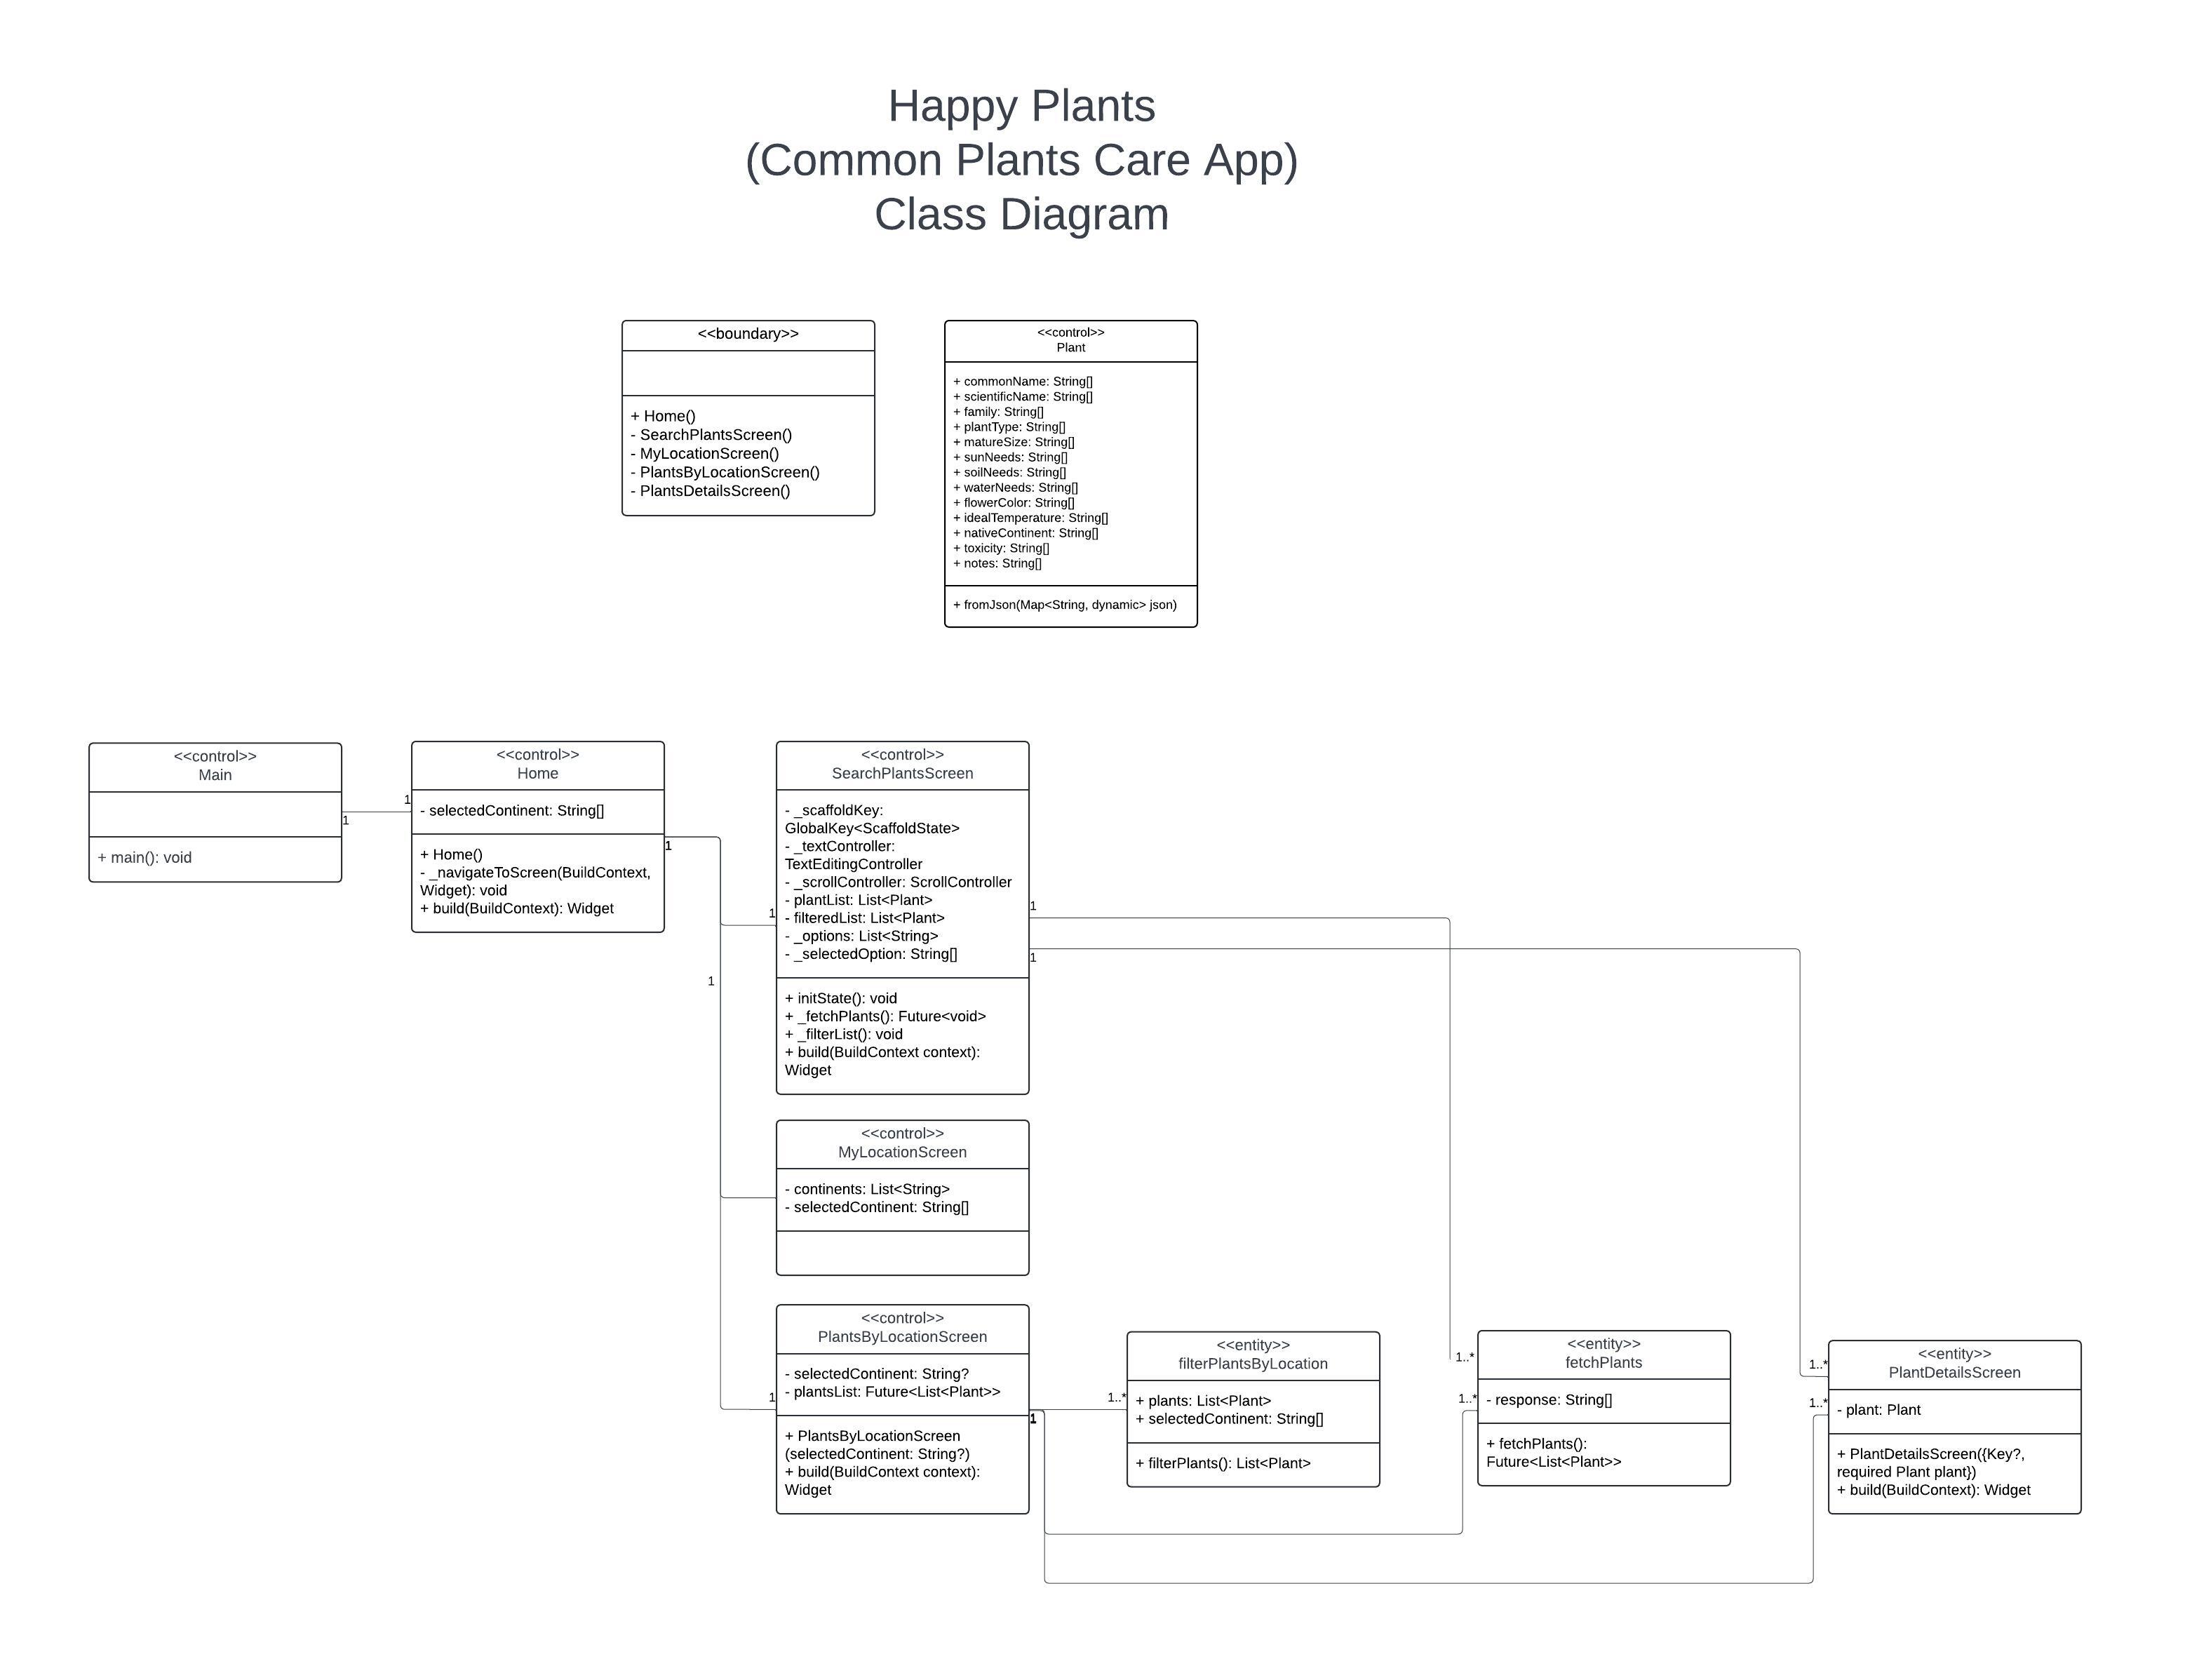 Happy Plants
(Common Plants Care App)
Class Diagram
<<boundary>>
+ Home()
- SearchPlantsScreen()
- MyLocationScreen()
- PlantsByLocationScreen()
- PlantsDetailsScreen()
<<control>>
Plant
+ commonName: String[]
+ scientificName: String[]
+ family: String[]
+ plantType: String[]
+ matureSize: String[]
+ sunNeeds: String[]
+ soilNeeds: String[]
+ waterNeeds: String[]
+ flowerColor: String[]
+ idealTemperature: String[]
+ nativeContinent: String[]
+ toxicity: String[]
+ notes: String[]
+ fromJson(Map<String, dynamic> json)
<<control>>
Main
+ main(): void
1
1
<<control>>
Home
- selectedContinent: String[]
+ Home()
- _navigateToScreen(BuildContext,
Widget): void
+ build(BuildContext): Widget
1
1
1
1
<<control>>
SearchPlantsScreen
- _scaffoldKey:
GlobalKey<ScaffoldState>
- _textController:
TextEditingController
- _scrollController: ScrollController
- plantList: List<Plant>
- filteredList: List<Plant>
- _options: List<String>
- _selectedOption: String[]
+ initState(): void
+ _fetchPlants(): Future<void>
+ _filterList(): void
+ build(BuildContext context):
Widget
1
1
<<control>>
MyLocationScreen
- continents: List<String>
- selectedContinent: String[]
<<control>>
PlantsByLocationScreen
- selectedContinent: String?
- plantsList: Future<List<Plant>>
+ PlantsByLocationScreen
(selectedContinent: String?)
+ build(BuildContext context):
Widget
1
1..*
<<entity>>
filterPlantsByLocation
+ plants: List<Plant>
+ selectedContinent: String[]
+ filterPlants(): List<Plant>
1..*
1..*
<<entity>>
fetchPlants
- response: String[]
+ fetchPlants():
Future<List<Plant>>
1..*
1..*
<<entity>>
PlantDetailsScreen
- plant: Plant
+ PlantDetailsScreen({Key?,
required Plant plant})
+ build(BuildContext): Widget